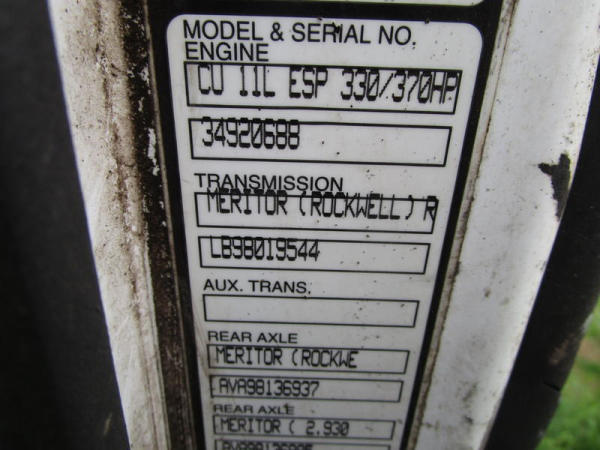 MODEL & SERIAL NO.
ENGINE
CU 11L ESP 330/370HP
34920688
TRANSMISSION
MERITOR (ROCKWELL) R
LB98019544
AUX. TRANS.
REAR AXLE
MERITOR (ROCKWE
AVA98136937
REAR AXLE
MERITOR ( 2.930